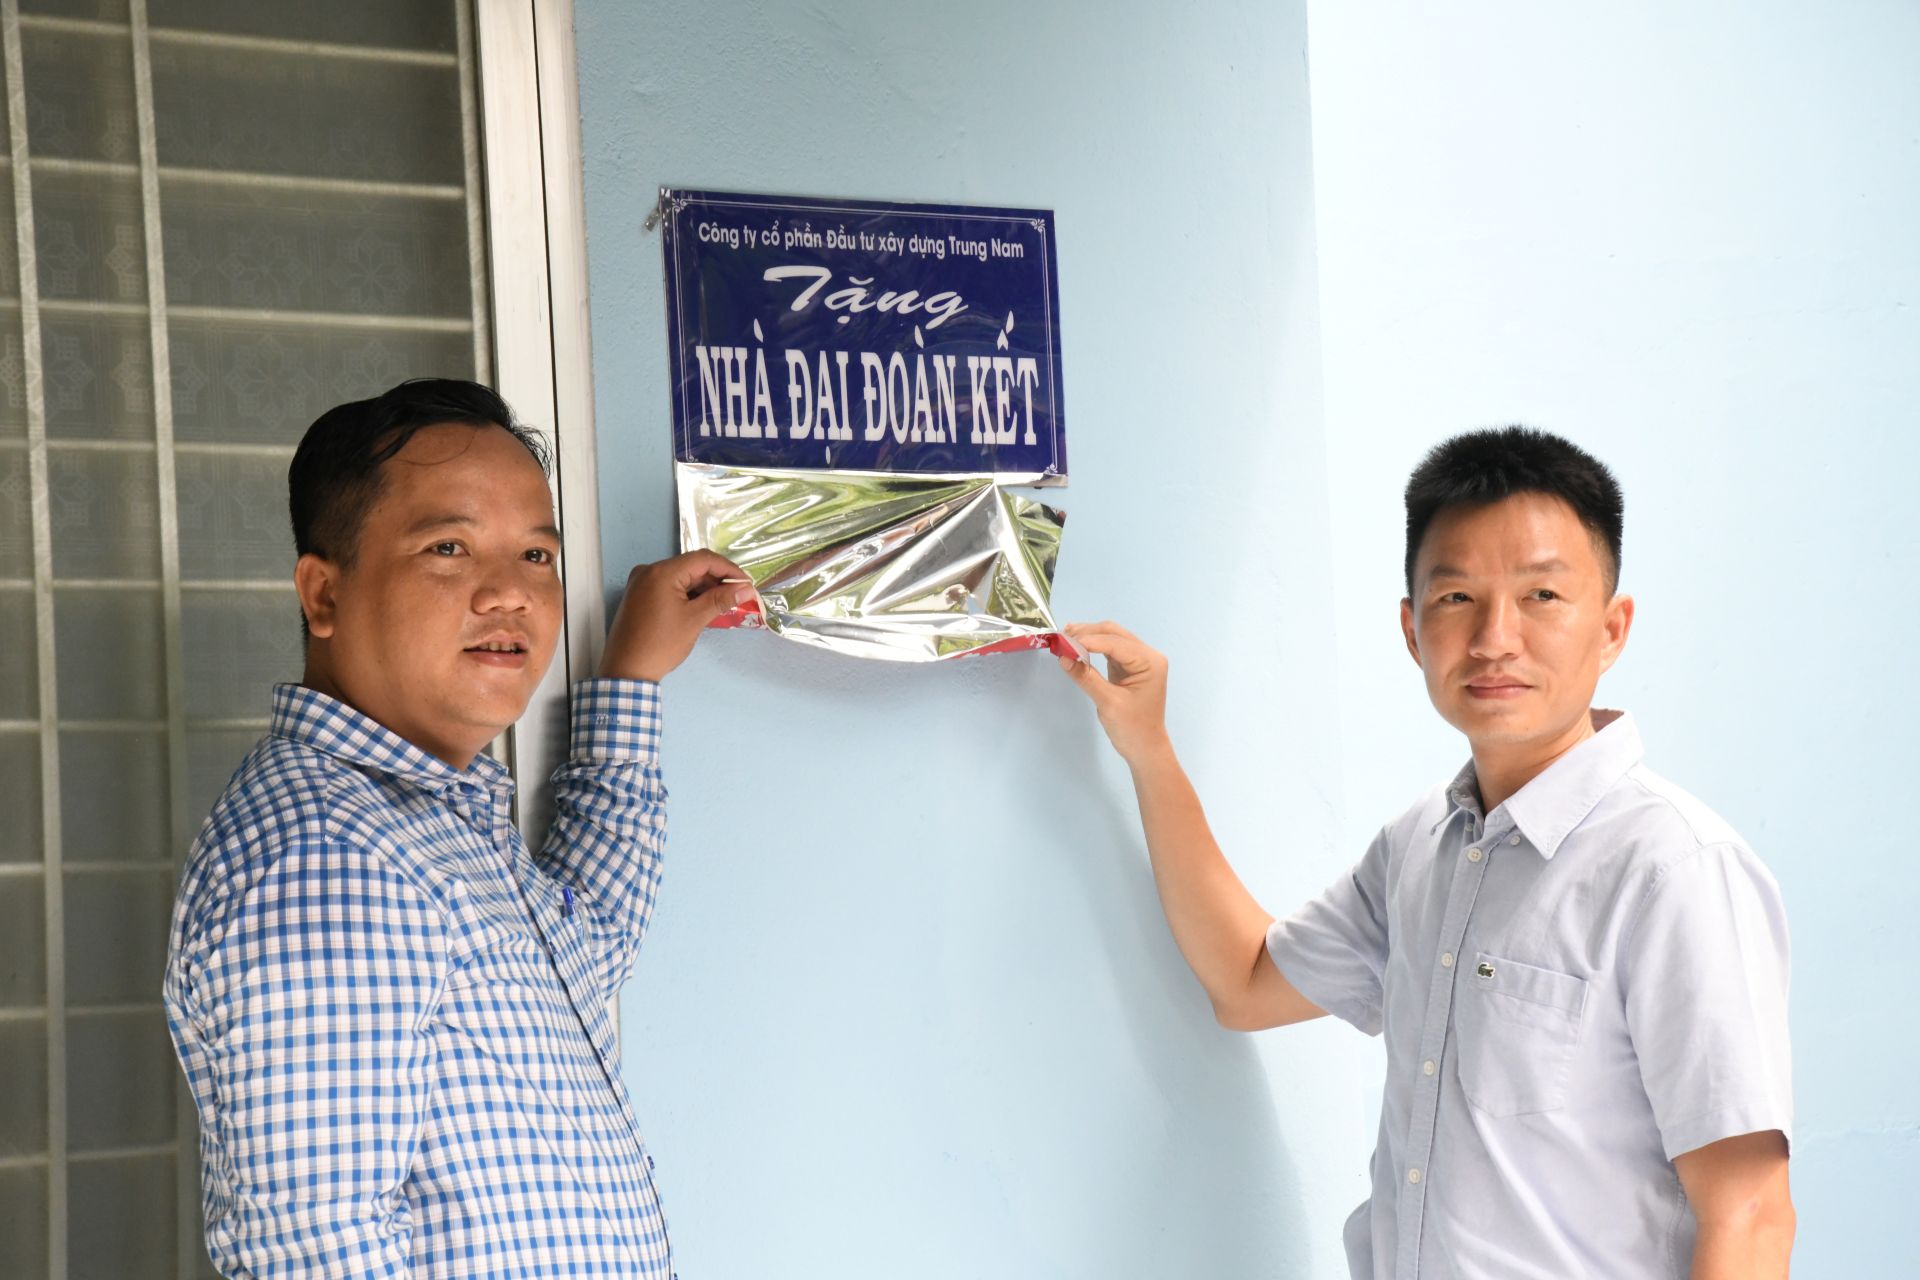 Công ty cổ phần Đầu tư xây dựng Trung Nam
Tặng
NHÀ ĐẠI ĐOÀN KẾT